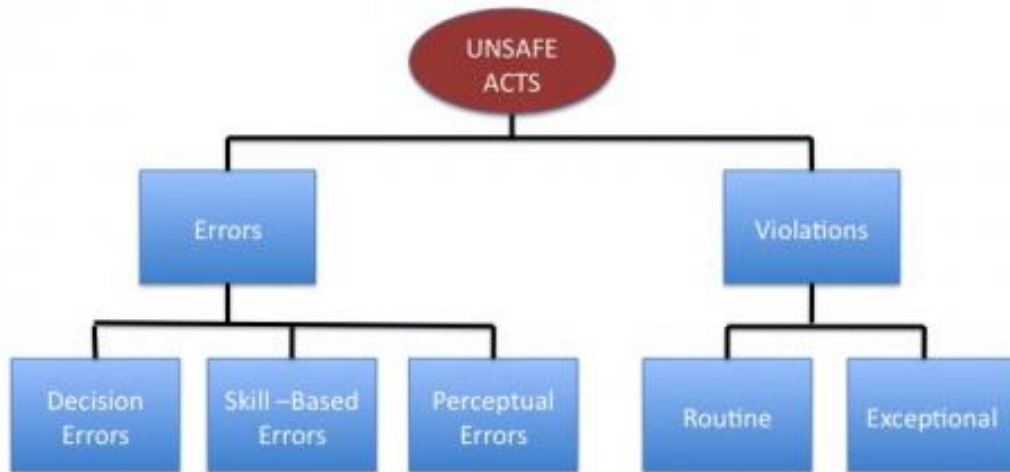 UNSAFE
ACTS
Errors
Violations
Decision
Errors
Skill –Based
Errors
Perceptual
Errors
Routine
Exceptional